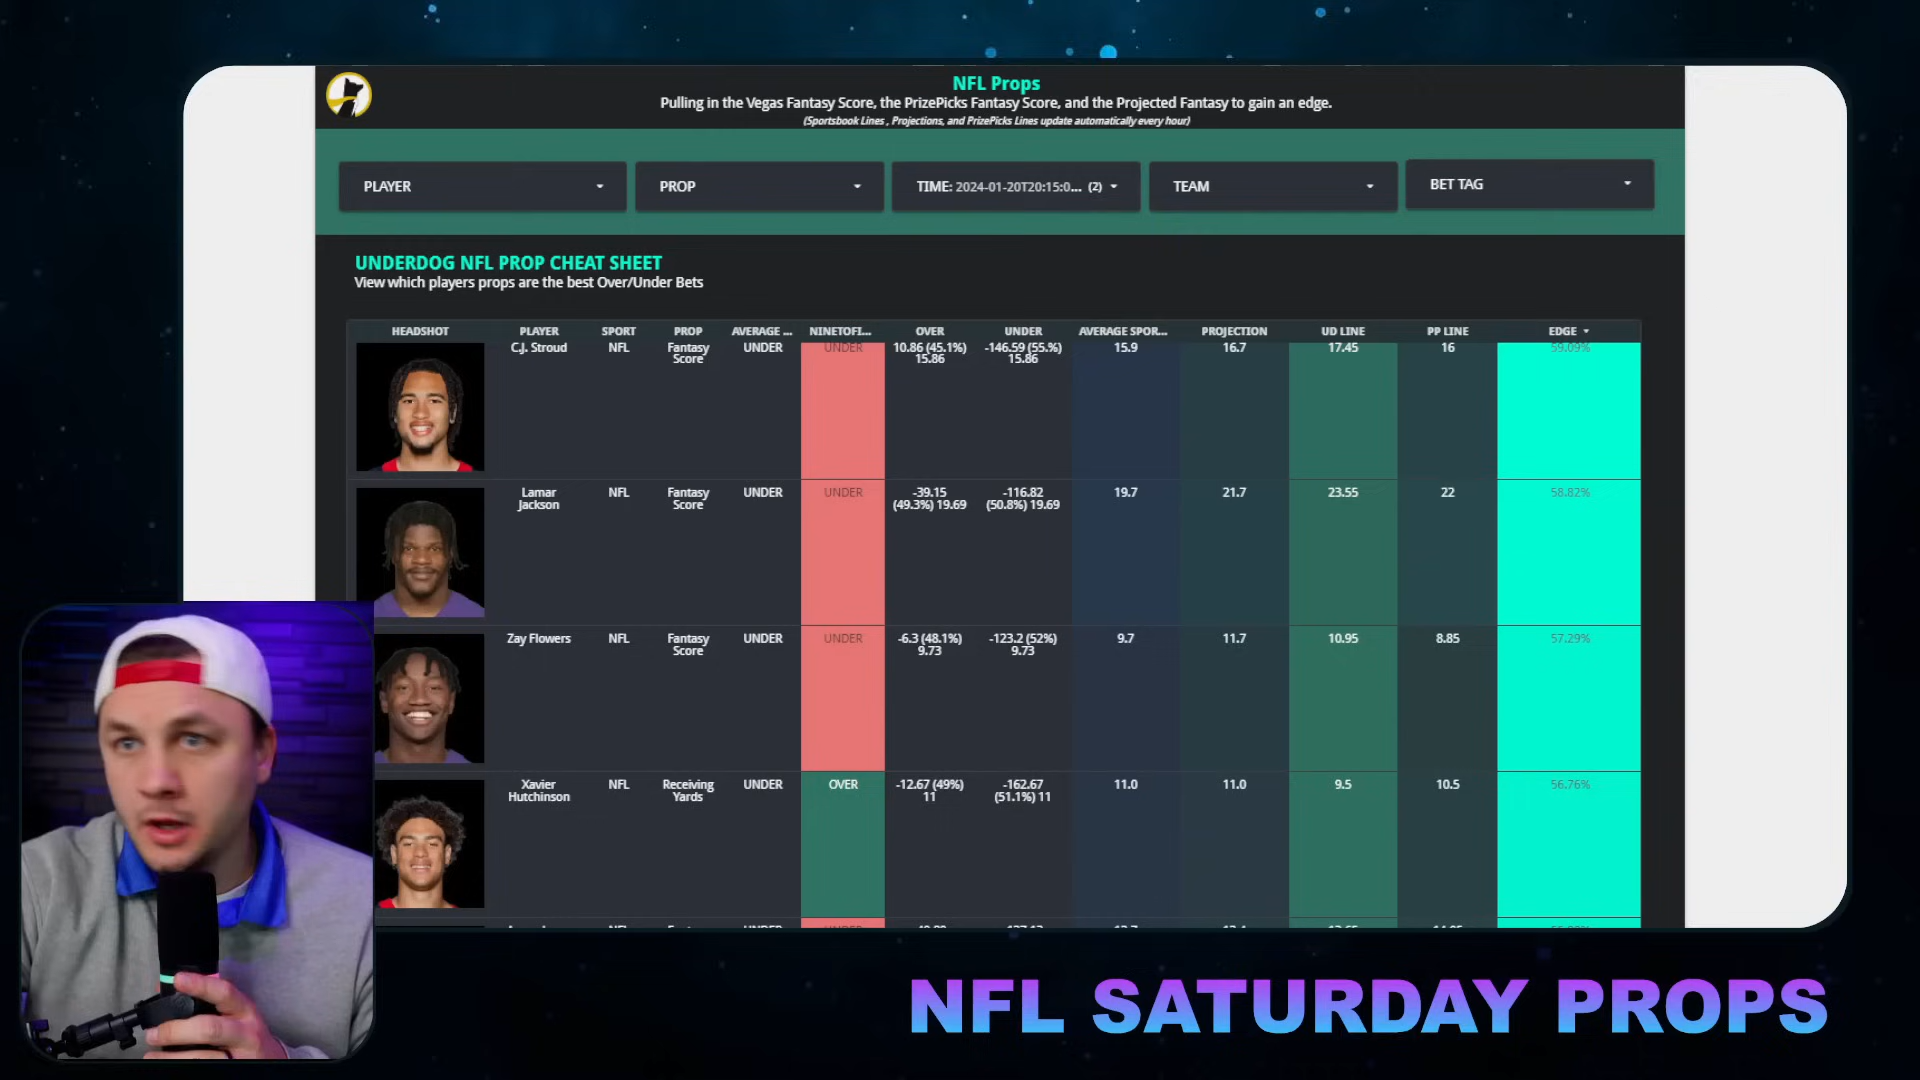 NFL Props
Pulling in the Vegas Fantasy Score, the PrizePicks Fantasy Score, and the Projected Fantasy to gain an edge.
(Sportsbook Lines , Projections, and PrizePicks Lines update automatically every hour)
PLAYER PROP TIME: 2024-01-20T20:15:0... (2) TEAM BET TAG
UNDERDOG NFL PROP CHEAT SHEET
View which players props are the best Over/Under Bets
HEADSHOT PLAYER SPORT PROP AVERAGE ... NINETOFI... OVER UNDER AVERAGE SPOR... PROJECTION UD LINE PP LINE EDGE
C.J. Stroud NFL Fantasy UNDER UNDER 10.86 (45.1%) -146.59 (55.%) 15.9 16.7 17.45 16 59.09%
Score 15.86 15.86
Lamar NFL Fantasy UNDER UNDER -39.15 -116.82 19.7 21.7 23.55 22 58.82%
Jackson Score (49.3%) 19.69 (50.8%) 19.69
Zay Flowers NFL Fantasy UNDER UNDER -6.3 (48.1%) -123.2 (52%) 9.7 11.7 10.95 8.85 57.29%
Score 9.73 9.73
Xavier NFL Receiving UNDER OVER -12.67 (49%) -162.67 11.0 11.0 9.5 10.5 56.76%
Hutchinson Yards 11 (51.1%) 11
NFL SATURDAY PROPS